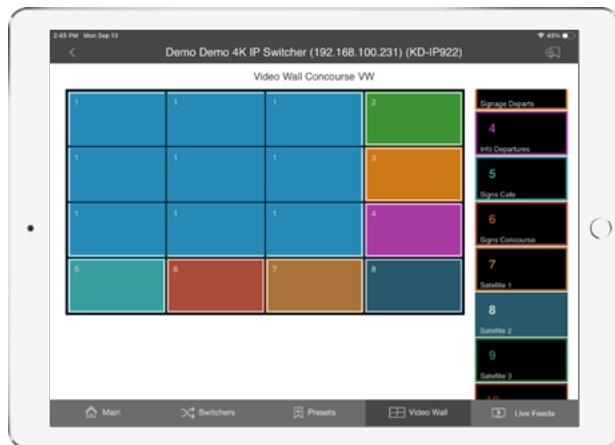 2:45 PM Mon Sep 13
45%
Demo Demo 4K IP Switcher (192.168.100.231) (KD-IP922)
Video Wall Concourse VW
1 1 1 2
1 1 1 3
1 1 1 4
5 6 7 8
Signage Departs
4
Info Departures
5
Signs Cafe
6
Signs Concourse
7
Satellite 1
8
Satellite 2
9
Satellite 3
10
Main Switchers Presets Video Wall Live Feeds